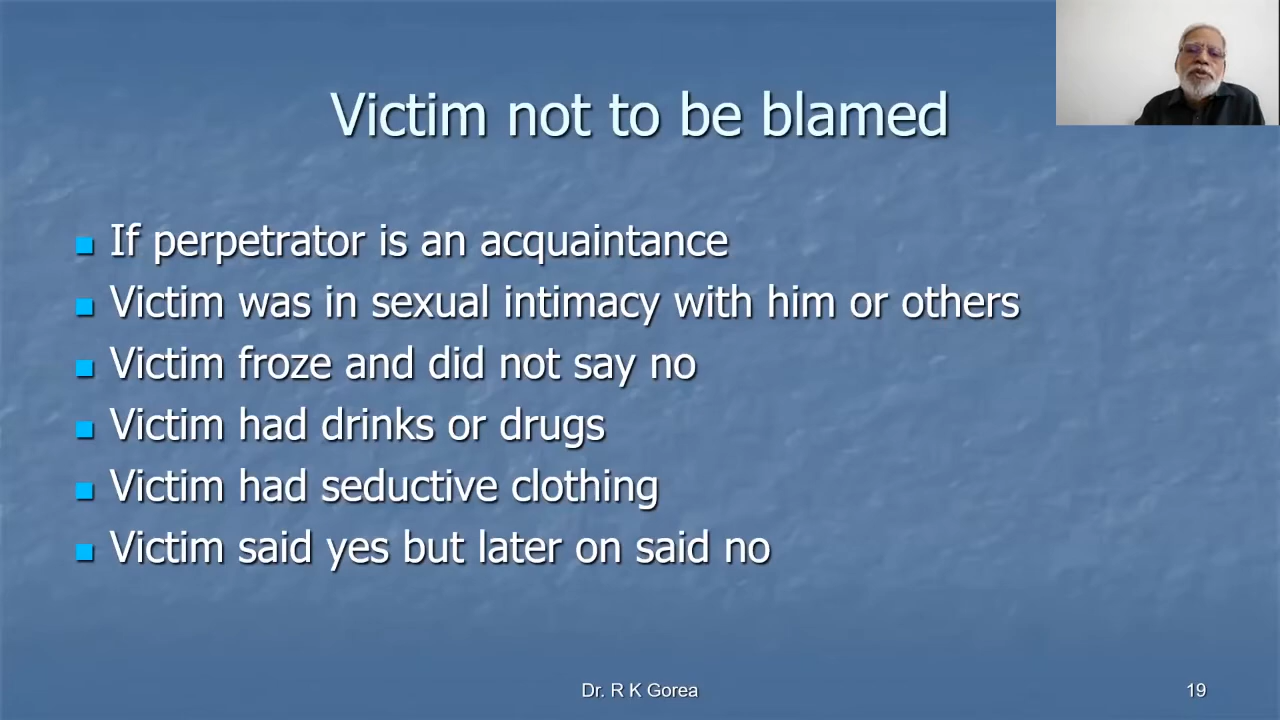 Victim not to be blamed
If perpetrator is an acquaintance
Victim was in sexual intimacy with him or others
Victim froze and did not say no
Victim had drinks or drugs
Victim had seductive clothing
Victim said yes but later on said no
Dr. R K Gorea
19